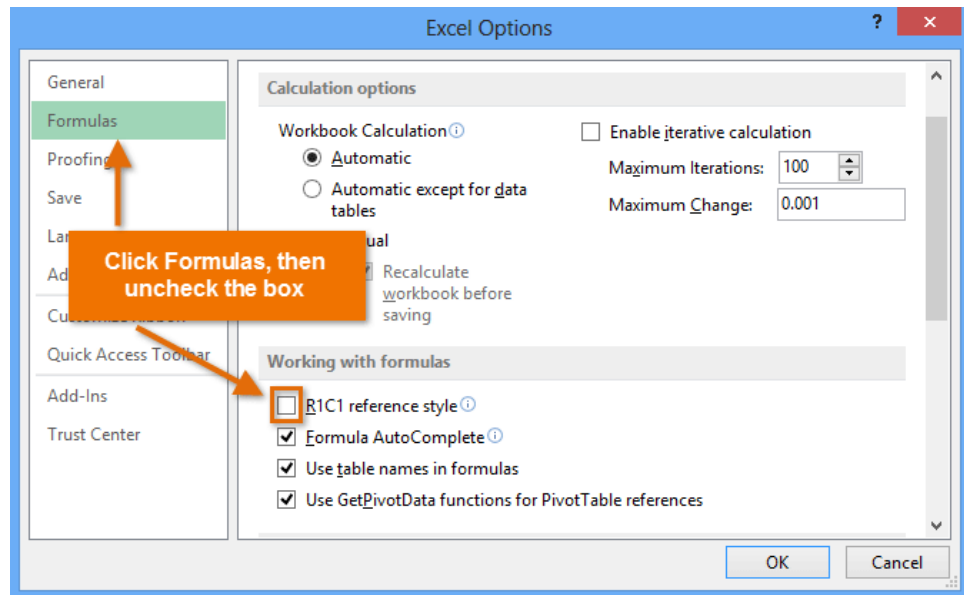 Excel Options
?
General
Formulas
Proofing
Save
Quick Access Toolbar
Add-Ins
Trust Center
Click Formulas, then
uncheck the box
Calculation options
Workbook Calculation
Automatic
Automatic except for data
tables
Recalculate
workbook before
saving
Enable iterative calculation
Maximum Iterations: 100
Maximum Change: 0.001
Working with formulas
R1C1 reference style
Formula AutoComplete
Use table names in formulas
Use GetPivotData functions for PivotTable references
OK
Cancel